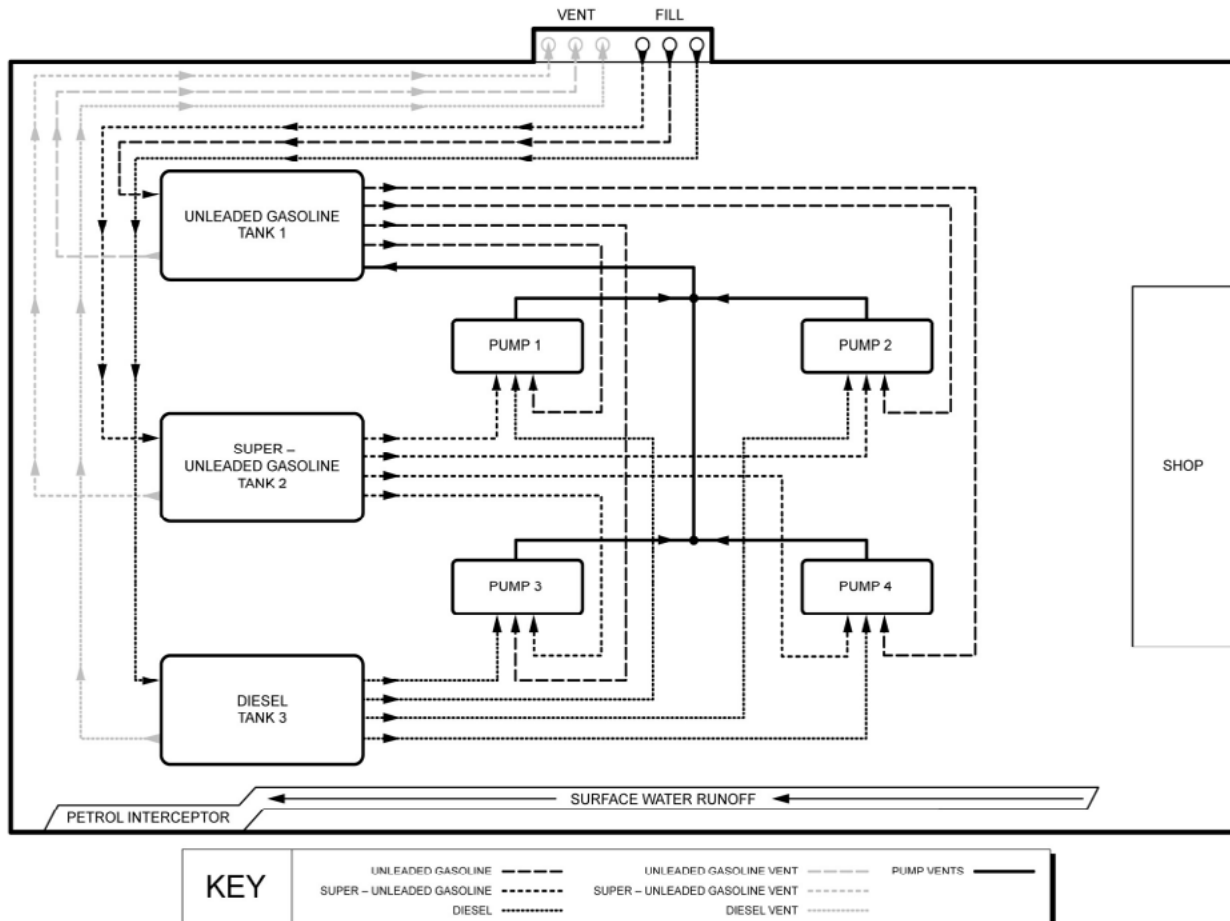 VENT FILL
UNLEADED GASOLINE
TANK 1
PUMP 1
PUMP 2
SUPER –
UNLEADED GASOLINE
TANK 2
SHOP
PUMP 3
PUMP 4
DIESEL
TANK 3
SURFACE WATER RUNOFF
PETROL INTERCEPTOR
KEY
UNLEADED GASOLINE
SUPER – UNLEADED GASOLINE
DIESEL
UNLEADED GASOLINE VENT
SUPER – UNLEADED GASOLINE VENT
DIESEL VENT
PUMP VENTS